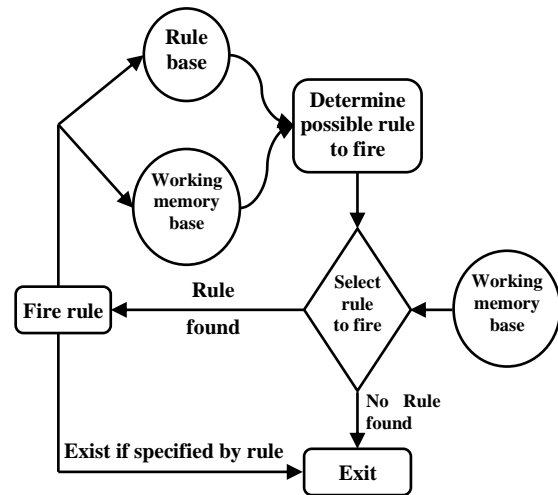 Rule
base
Determine
possible rule
to fire
Working
memory
base
Select
rule
to fire
Working
memory
base
Rule
found
Fire rule
No Rule
found
Exist if specified by rule
Exit